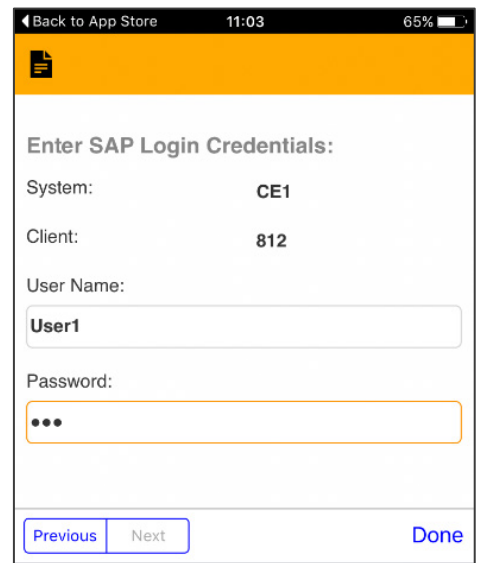 Back to App Store 11:03 65%
Enter SAP Login Credentials:
System: CE1
Client: 812
User Name:
User1
Password:
•••
Previous Next Done